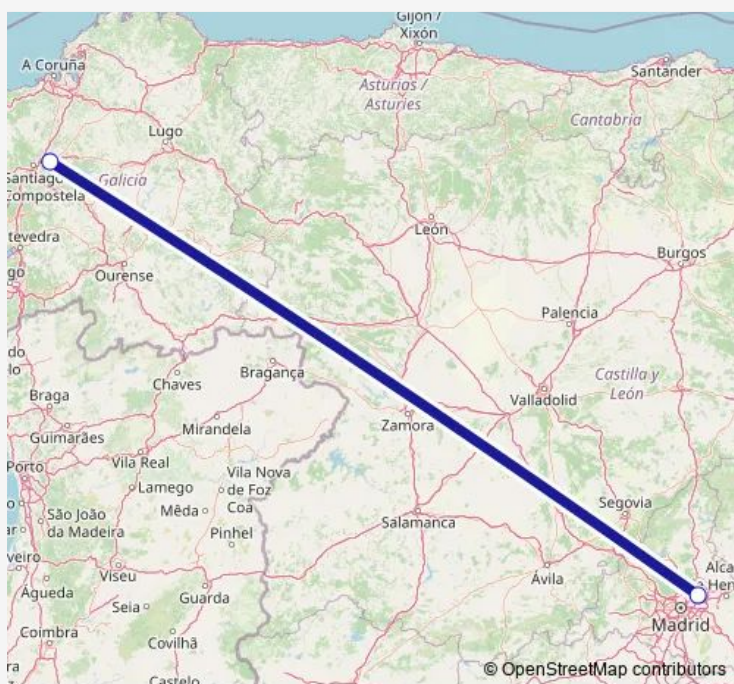 Gijón /
Xixón
A Coruña
Santander
Asturias /
Asturies
Cantabria
Lugo
Santiago
Compostela
Galicia
León
Burgos
Ourense
Palencia
Chaves
Bragança
Castilla y
León
Valladolid
Braga
Guimarães
Mirandela
Zamora
Vila Real
Porto
Lamego
Vila Nova
de Foz
Coa
São João
da Madeira
Mêda
Pinhel
Salamanca
Segovia
Viseu
Ávila
Águeda
Seia
Guarda
Madrid
Coimbra
Covilhã
© OpenStreetMap contributors